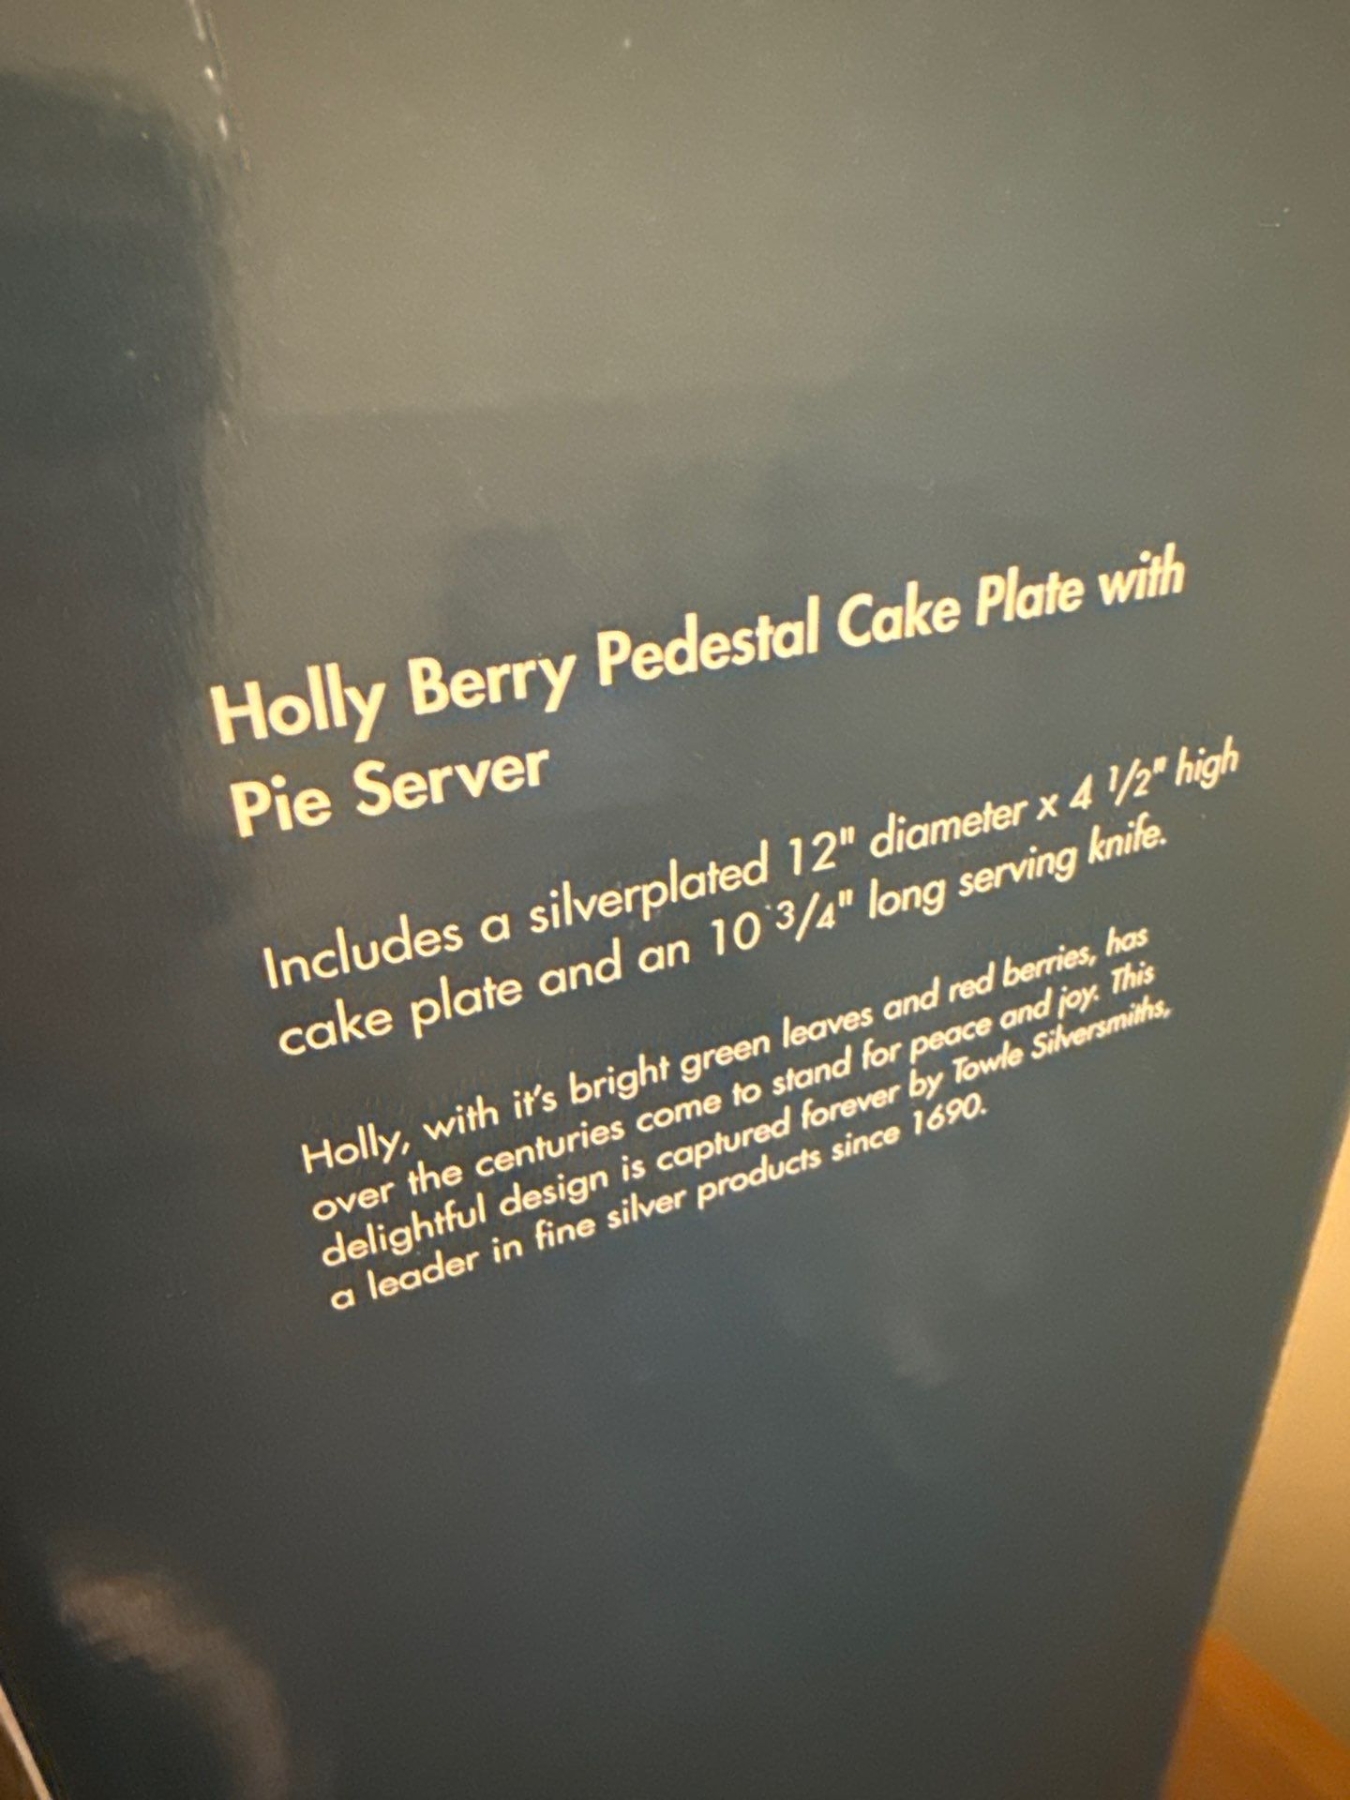 Holly Berry Pedestal Cake Plate with
Pie Server
Includes a silverplated 12" diameter x 4 1/2" high
cake plate and an 10 3/4" long serving knife.
Holly, with it's bright green leaves and red berries, has
over the centuries come to stand for peace and joy. This
delightful design is captured forever by Towle Silversmiths,
a leader in fine silver products since 1690.